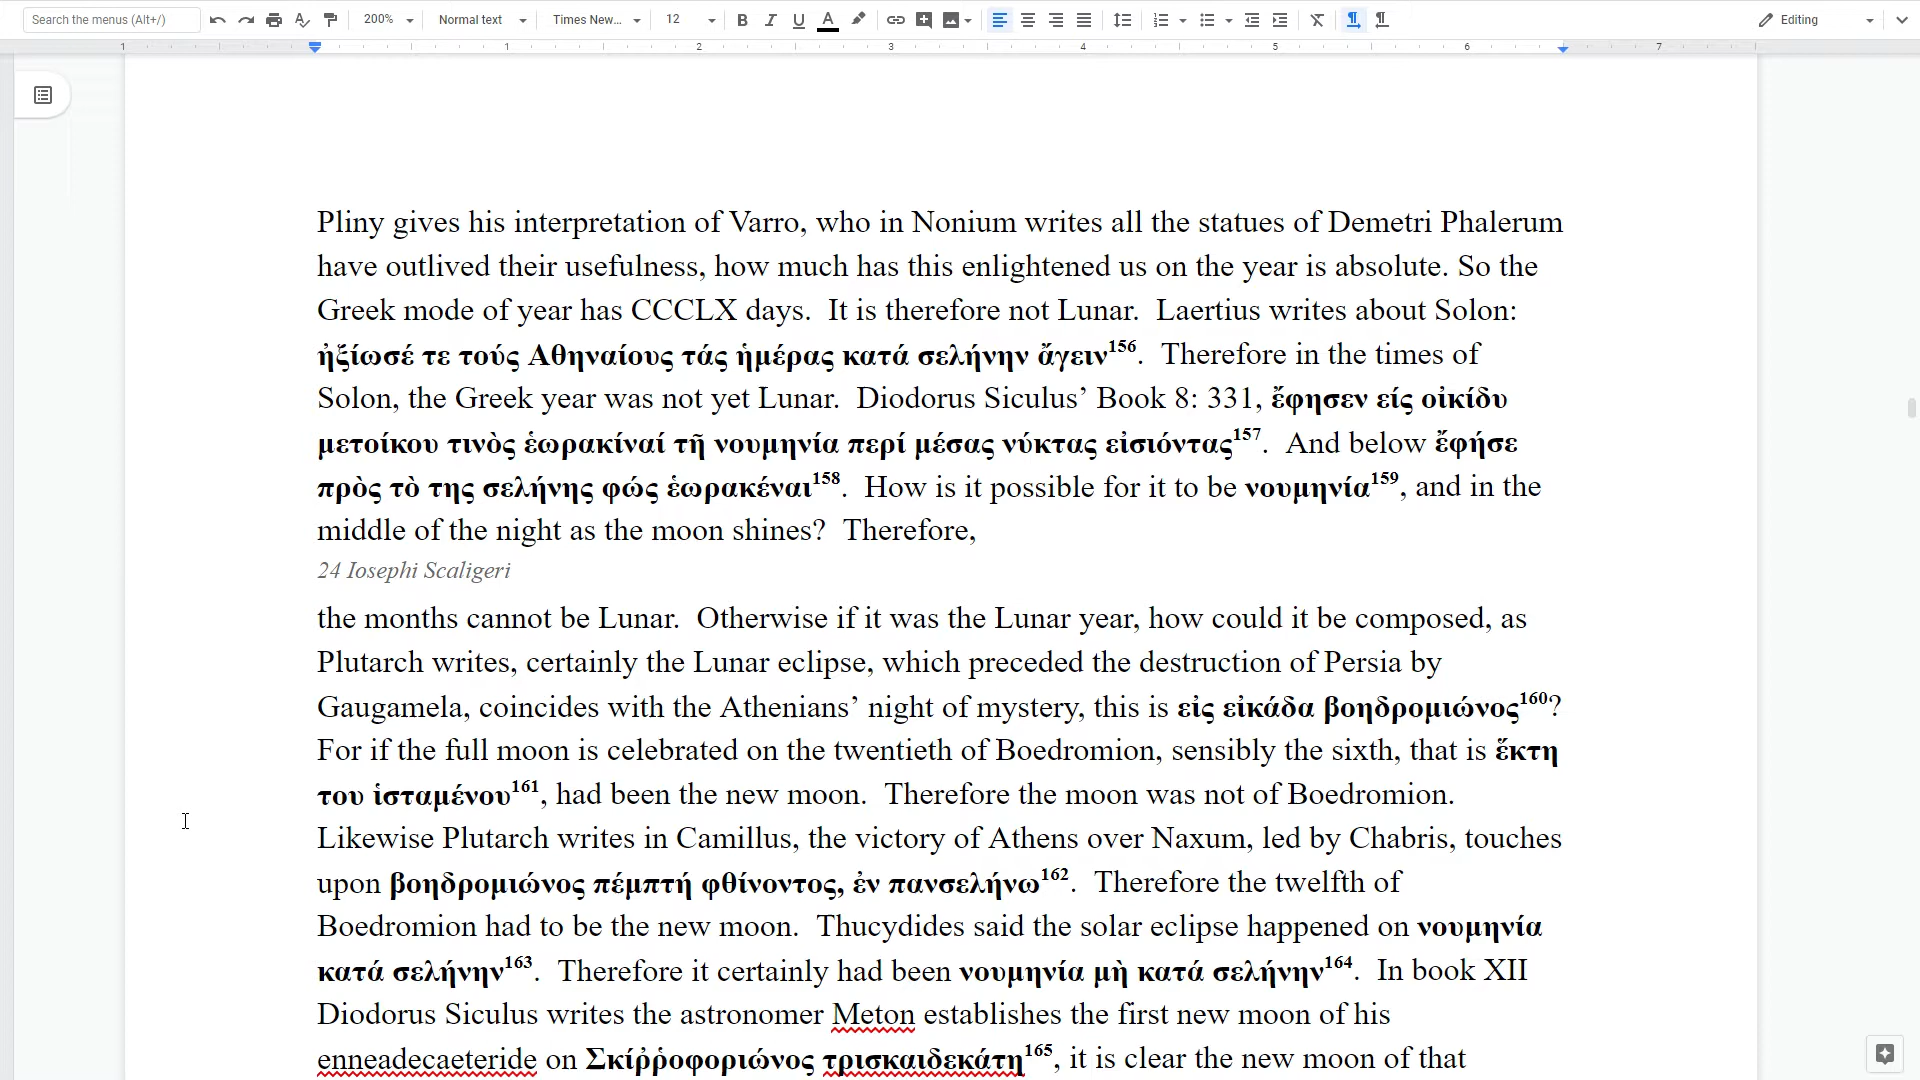 Search the menus (Alt+/)
200%
Normal text
Times New...
12
Editing
1 1 2 3 4 5 6 7
Pliny gives his interpretation of Varro, who in Nonium writes all the statues of Demetri Phalerum
have outlived their usefulness, how much has this enlightened us on the year is absolute. So the
Greek mode of year has CCCLX days.  It is therefore not Lunar.  Laertius writes about Solon:
ἠξίωσέ τε τούς Αθηναίους τάς ἡμέρας κατά σελήνην ἄγειν156.  Therefore in the times of
Solon, the Greek year was not yet Lunar.  Diodorus Siculus’ Book 8: 331, ἔφησεν είς οἰκίδυ
μετοίκου τινὸς ἑωρακίναί τῆ νουμηνία περί μέσας νύκτας εἰσιόντας157.  And below ἔφήσε
πρὸς τὸ της σελήνης φώς ἑωρακέναι158.  How is it possible for it to be νουμηνία159, and in the
middle of the night as the moon shines?  Therefore,
24 Iosephi Scaligeri
the months cannot be Lunar.  Otherwise if it was the Lunar year, how could it be composed, as
Plutarch writes, certainly the Lunar eclipse, which preceded the destruction of Persia by
Gaugamela, coincides with the Athenians’ night of mystery, this is εἰς εἰκάδα βοηδρομιώνος160?
For if the full moon is celebrated on the twentieth of Boedromion, sensibly the sixth, that is ἕκτη
του ἱσταμένου161, had been the new moon.  Therefore the moon was not of Boedromion.
Likewise Plutarch writes in Camillus, the victory of Athens over Naxum, led by Chabris, touches
upon βοηδρομιώνος πέμπτή φθίνοντος, ἐν πανσελήνω162.  Therefore the twelfth of
Boedromion had to be the new moon.  Thucydides said the solar eclipse happened on νουμηνία
κατά σελήνην163.  Therefore it certainly had been νουμηνία μὴ κατά σελήνην164.  In book XII
Diodorus Siculus writes the astronomer Meton establishes the first new moon of his
enneadecaeteride on Σκίῤῥοφοριώνος τρισκαιδεκάτη165, it is clear the new moon of that